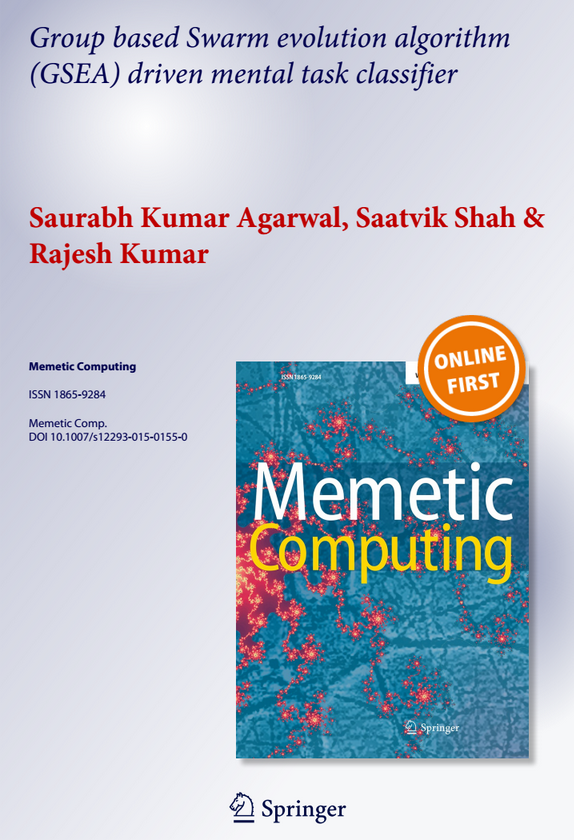 Group based Swarm evolution algorithm
(GSEA) driven mental task classifier
Saurabh Kumar Agarwal, Saatvik Shah &
Rajesh Kumar
Memetic Computing
ISSN 1865-9284
Memetic Comp.
DOI 10.1007/s12293-015-0155-0
ISSN 1865-9284
ONLINE
FIRST
Memetic
Computing
Springer
Springer